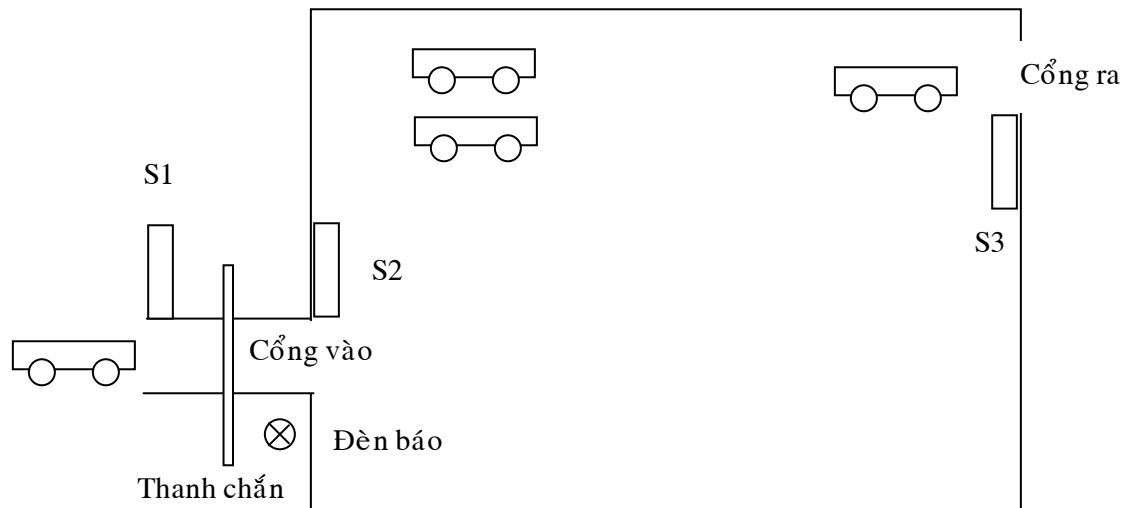 Cổng ra
S1
S3
S2
Cổng vào
Đèn báo
Thanh chắn